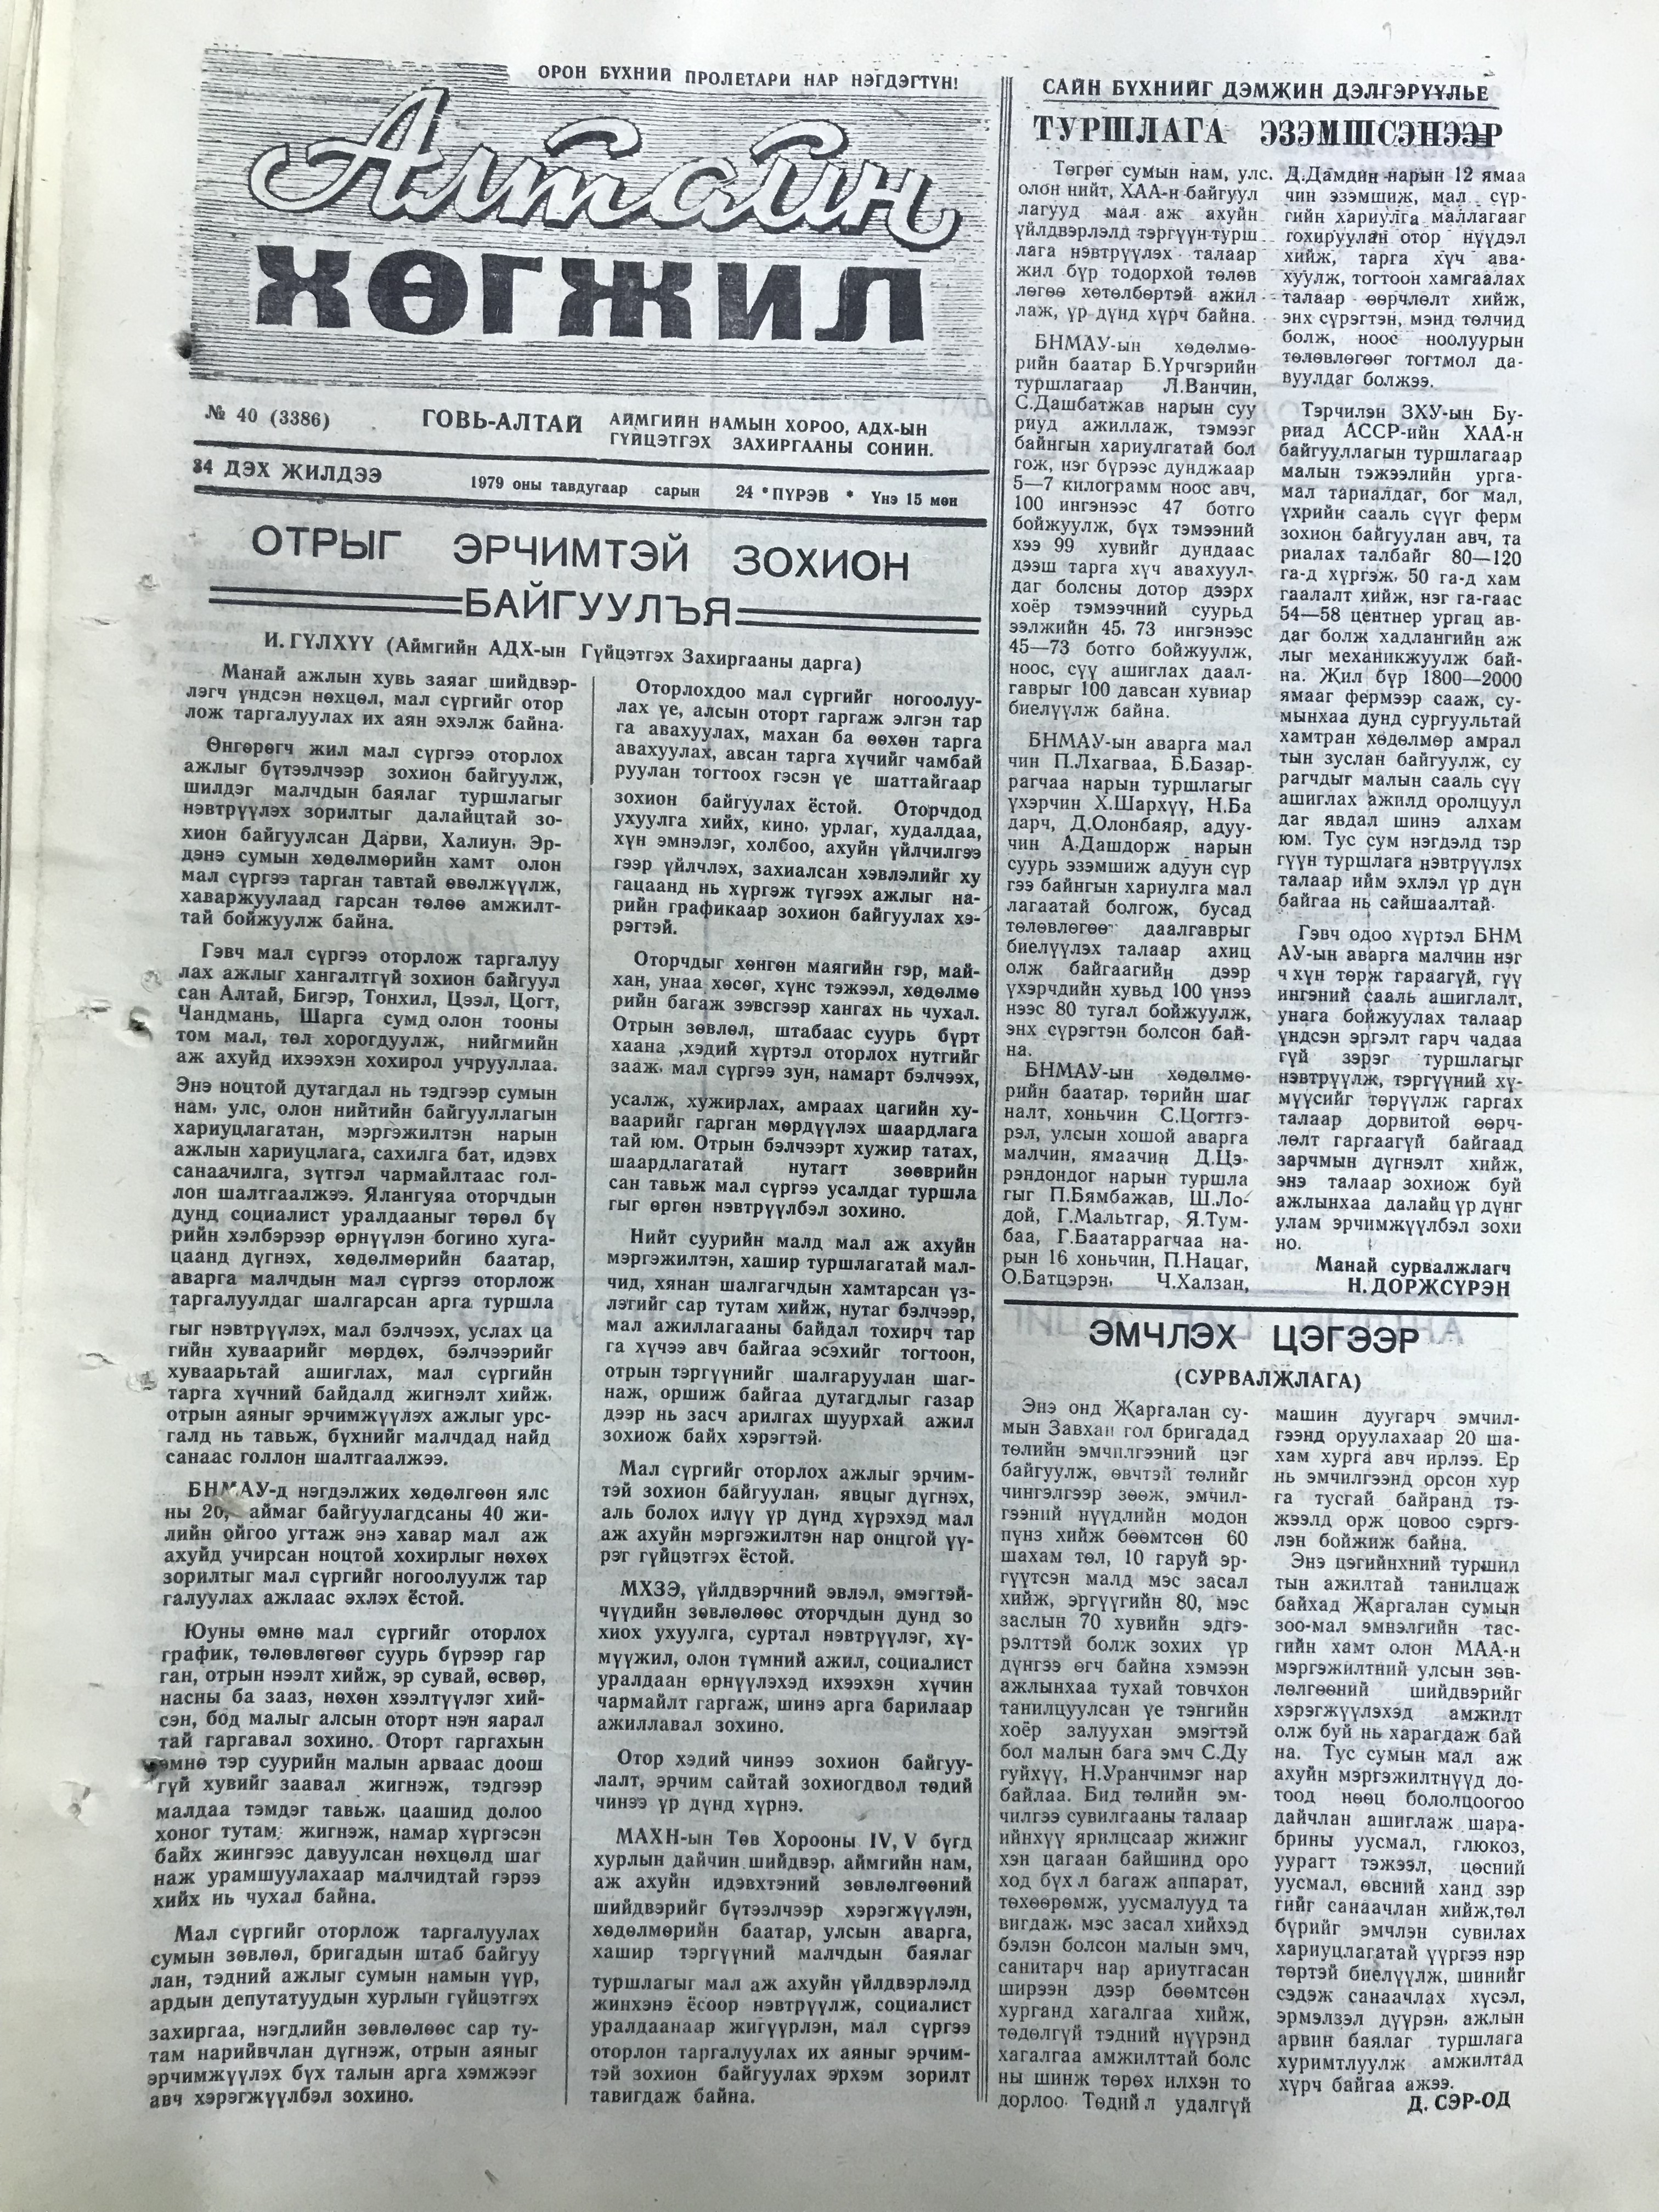 ОРОН БҮХНИЙ ПРОЛЕТАРИ НАР НЭГДЭГТҮН!
Алтайн
ХӨГЖИЛ
№ 40 (3386)
ГОВЬ-АЛТАЙ
АЙМГИЙН НАМЫН ХОРОО, АДХ-ЫН
ГҮЙЦЭТГЭХ ЗАХИРГААНЫ СОНИН.
34 ДЭХ ЖИЛДЭЭ
1979 оны тавдугаар сарын 24 * ПҮРЭВ * Үнэ 15 мөн
ОТРЫГ ЭРЧИМТЭЙ ЗОХИОН
БАЙГУУЛЪЯ
И. ГҮЛХҮҮ (Аймгийн АДХ-ын Гүйцэтгэх Захиргааны дарга)
Манай ажлын хувь заяаг шийдвэр-
лэгч үндсэн нөхцөл, мал сүргийг отор
лож таргалуулах их аян эхэлж байна.
Өнгөрөгч жил мал сүргээ оторлох
ажлыг бүтээлчээр зохион байгуулж,
шилдэг малчдын баялаг туршлагыг
нэвтрүүлэх зорилтыг далайцтай зо-
хион байгуулсан Дарви, Халиун, Эр-
дэнэ сумын хөдөлмөрийн хамт олон
мал сүргээ тарган тавтай өвөлжүүлж,
хаваржуулаад гарсан төлөө амжилт-
тай бойжуулж байна.
Гэвч мал сүргээ оторлож таргалуу
лах ажлыг хангалтгүй зохион байгуул
сан Алтай, Бигэр, Тонхил, Цээл, Цогт,
Чандмань, Шарга сумд олон тооны
том мал, төл хорогдуулж, нийгмийн
аж ахуйд ихээхэн хохирол учрууллаа.
Энэ ноцтой дутагдал нь тэдгээр сумын
нам, улс, олон нийтийн байгууллагын
хариуцлагатан, мэргэжилтэн нарын
ажлын хариуцлага, сахилга бат, идэвх
санаачилга, зүтгэл чармайлтаас гол-
лон шалтгаалжээ. Ялангуяа оторчдын
дунд социалист уралдааныг төрөл бү
рийн хэлбэрээр өрнүүлэн богино хуга-
цаанд дүгнэх, хөдөлмөрийн баатар,
аварга малчдын мал сүргээ оторлож
таргалуулдаг шалгарсан арга туршла
гыг нэвтрүүлэх, мал бэлчээх, услах ца
гийн хуваарийг мөрдөх, бэлчээрийг
хуваарьтай ашиглах, мал сүргийн
тарга хүчний байдалд жигнэлт хийж,
отрын аяныг эрчимжүүлэх ажлыг урс-
галд нь тавьж, бүхнийг малчдад найд
санаас голлон шалтгаалжээ.
БНМАУ-д нэгдэлжих хөдөлгөөн ялс
ны 20, аймаг байгуулагдсаны 40 жи-
лийн ойгоо угтаж энэ хавар мал аж
ахуйд учирсан ноцтой хохирлыг нөхөх
зорилтыг мал сүргийг ногоолуулж тар
галуулах ажлаас эхлэх ёстой.
Юуны өмнө мал сүргийг оторлох
график, төлөвлөгөөг суурь бүрээр гар
ган, отрын нээлт хийж, эр сувай, өсвөр,
насны ба зааз, нөхөн хээлтүүлэг хий-
сэн, бод малыг алсын оторт нэн яарал
тай гаргавал зохино. Оторт гаргахын
өмнө тэр суурийн малын арваас доош
гүй хувийг заавал жигнэж, тэдгээр
малдаа тэмдэг тавьж, цаашид долоо
хоног тутам жигнэж, намар хүргэсэн
байх жингээс давуулсан нөхцөлд шаг
наж урамшуулахаар малчидтай гэрээ
хийх нь чухал байна.
Мал сүргийг оторлож таргалуулах
сумын зөвлөл, бригадын штаб байгуу
лан, тэдний ажлыг сумын намын үүр,
ардын депутатуудын хурлын гүйцэтгэх
захиргаа, нэгдлийн зөвлөлөөс сар ту-
там нарийвчлан дүгнэж, отрын аяныг
эрчимжүүлэх бүх талын арга хэмжээг
авч хэрэгжүүлбэл зохино.
Оторлохдоо мал сүргийг ногоолуу-
лах үе, алсын оторт гаргаж элгэн тар
га авахуулах, махан ба өөхөн тарга
авахуулах, авсан тарга хүчийг чамбай
руулан тогтоох гэсэн үе шаттайгаар
зохион байгуулах ёстой. Оторчдод
ухуулга хийх, кино, урлаг, худалдаа,
хүн эмнэлэг, холбоо, ахуйн үйлчилгээ
гээр үйлчлэх, захиалсан хэвлэлийг ху
гацаанд нь хүргэж түгээх ажлыг на-
рийн графикаар зохион байгуулах хэ-
рэгтэй.
Оторчдыг хөнгөн маягийн гэр, май-
хан, унаа хөсөг, хүнс тэжээл, хөдөлмө
рийн багаж зэвсгээр хангах нь чухал.
Отрын зөвлөл, штабаас суурь бүрт
хаана ,хэдий хүртэл оторлох нутгийг
зааж, мал сүргээ зун, намарт бэлчээх,
усалж, хужирлах, амраах цагийн ху-
ваарийг гарган мөрдүүлэх шаардлага
тай юм. Отрын бэлчээрт хужир татах,
шаардлагатай нутагт зөөврийн
сан тавьж мал сүргээ усалдаг туршла
гыг өргөн нэвтрүүлбэл зохино.
Нийт суурийн малд мал аж ахуйн
мэргэжилтэн, хашир туршлагатай мал-
чид, хянан шалгагчдын хамтарсан үз-
лэгийг сар тутам хийж, нутаг бэлчээр,
мал ажиллагааны байдал тохирч тар
га хүчээ авч байгаа эсэхийг тогтоон,
отрын тэргүүнийг шалгаруулан шаг-
наж, оршиж байгаа дутагдлыг газар
дээр нь засч арилгах шуурхай ажил
зохиож байх хэрэгтэй.
Мал сүргийг оторлох ажлыг эрчим-
тэй зохион байгуулан, явцыг дүгнэх,
аль болох илүү үр дүнд хүрэхэд мал
аж ахуйн мэргэжилтэн нар онцгой үү-
рэг гүйцэтгэх ёстой.
МХЗЭ, үйлдвэрчний эвлэл, эмэгтэй-
чүүдийн зөвлөлөөс оторчдын дунд зо
хиох ухуулга, суртал нэвтрүүлэг, хү-
мүүжил, олон түмний ажил, социалист
уралдаан өрнүүлэхэд ихээхэн хүчин
чармайлт гаргаж, шинэ арга барилаар
ажиллавал зохино.
Отор хэдий чинээ зохион байгуу-
лалт, эрчим сайтай зохиогдвол төдий
чинээ үр дүнд хүрнэ.
МАХН-ын Төв Хорооны IV, V бүгд
хурлын дайчин шийдвэр, аймгийн нам,
аж ахуйн идэвхтэний зөвлөлгөөний
шийдвэрийг бүтээлчээр хэрэгжүүлэн,
хөдөлмөрийн баатар, улсын аварга,
хашир тэргүүний малчдын баялаг
туршлагыг мал аж ахуйн үйлдвэрлэлд
жинхэнэ ёсоор нэвтрүүлж, социалист
уралдаанаар жигүүрлэн, мал сүргээ
оторлон таргалуулах их аяныг эрчим-
тэй зохион байгуулах эрхэм зорилт
тавигдаж байна.
САЙН БҮХНИЙГ ДЭМЖИН ДЭЛГЭРҮҮЛЬЕ
ТУРШЛАГА ЭЗЭМШСЭНЭЭР
Төгрөг сумын нам, улс,
олон нийт, ХАА-н байгуул
лагууд мал аж ахуйн
үйлдвэрлэлд тэргүүн турш
лага нэвтрүүлэх талаар
жил бүр тодорхой төлөв
лөгөө хөтөлбөртэй ажил
лаж, үр дүнд хүрч байна.
БНМАУ-ын хөдөлмө-
рийн баатар Б.Үрчгэрийн
туршлагаар Л.Ванчин,
С.Дашбатжав нарын суу
риуд ажиллаж, тэмээг
байнгын хариулгатай бол
гож, нэг бүрээс дунджаар
5—7 килограмм ноос авч,
100 ингэнээс 47 ботго
бойжуулж, бүх тэмээний
хээ 99 хувийг дундаас
дээш тарга хүч авахуул-
даг болсны дотор дээрх
хоёр тэмээчний суурьд
ээлжийн 45, 73 ингэнээс
45—73 ботго бойжуулж,
ноос, сүү ашиглах даал-
гаврыг 100 давсан хувиар
биелүүлж байна.
БНМАУ-ын аварга мал
чин П.Лхагваа, Б.Базар-
рагчаа нарын туршлагыг
үхэрчин Х.Шархүү, Н.Ба
дарч, Д.Олонбаяр, адуу-
чин А.Дашдорж нарын
суурь эзэмшиж адуун сүр
гээ байнгын хариулга мал
лагаатай болгож, бусад
төлөвлөгөө даалгаврыг
биелүүлэх талаар ахиц
олж байгаагийн дээр
үхэрчдийн хувьд 100 үнээ
нээс 80 тугал бойжуулж,
энх сүрэгтэн болсон бай-
на.
БНМАУ-ын хөдөлмө-
рийн баатар, төрийн шаг
налт, хоньчин С.Цогтгэ-
рэл, улсын хошой аварга
малчин, ямаачин Д.Цэ-
рэндондог нарын туршла
гыг П.Бямбажав, Ш.Ло-
дой, Г.Мальтгар, Я.Тум-
баа, Г.Баатаррагчаа на-
рын 16 хоньчин, П.Нацаг,
О.Батцэрэн, Ч.Халзан,
Д.Дамдин нарын 12 ямаа
чин эзэмшиж, мал сүр-
гийн хариулга маллагааг
гохируулан отор нүүдэл
хийж, тарга хүч ава-
хуулж, тогтоон хамгаалах
талаар өөрчлөлт хийж,
энх сүрэгтэн, мэнд төлчид
болж, ноос ноолуурын
төлөвлөгөөг тогтмол да-
вуулдаг болжээ.
Тэрчилэн ЗХУ-ын Бу-
риад АССР-ийн ХАА-н
байгууллагын туршлагаар
малын тэжээлийн урга-
мал тариалдаг, бог мал,
үхрийн сааль сүүг ферм
зохион байгуулан авч, та
риалах талбайг 80—120
га-д хүргэж, 50 га-д хам
гаалалт хийж, нэг га-гаас
54—58 центнер ургац ав-
даг болж хадлангийн аж
лыг механикжуулж бай-
на. Жил бүр 1800—2000
ямааг фермээр сааж, су-
мынхаа дунд сургуультай
хамтран хөдөлмөр амрал
тын зуслан байгуулж, су
рагчдыг малын сааль сүү
ашиглах ажилд оролцуул
даг явдал шинэ алхам
юм. Тус сум нэгдэлд тэр
гүүн туршлага нэвтрүүлэх
талаар ийм эхлэл үр дүн
байгаа нь сайшаалтай.
Гэвч одоо хүртэл БНМ
АУ-ын аварга малчин нэг
ч хүн төрж гараагүй, гүү
ингэний сааль ашиглалт,
унага бойжуулах талаар
үндсэн эргэлт гарч чадаа
гүй зэрэг туршлагыг
нэвтрүүлж, тэргүүний хү-
мүүсийг төрүүлж гаргах
талаар дорвитой өөрч-
лөлт гаргаагүй байгаад
зарчмын дүгнэлт хийж,
энэ талаар зохиож буй
ажлынхаа далайц үр дүнг
улам эрчимжүүлбэл зохи
но.
Манай сурвалжлагч
Н. ДОРЖСҮРЭН
ЭМЧЛЭХ ЦЭГЭЭР
(СУРВАЛЖЛАГА)
Энэ онд Жаргалан су-
мын Завхан гол бригадад
төлийн эмчилгээний цэг
байгуулж, өвчтэй төлийг
чингэлгээр зөөж, эмчил-
гээний нүүдлийн модон
пүнз хийж бөөмтсөн 60
шахам төл, 10 гаруй эр-
гүүтсэн малд мэс засал
хийж, эргүүгийн 80, мэс
заслын 70 хувийн эдгэ-
рэлттэй болж зохих үр
дүнгээ өгч байна хэмээн
ажлынхаа тухай товчхон
танилцуулсан үе тэнгийн
хоёр залуухан эмэгтэй
бол малын бага эмч С.Ду
гуйхүү, Н.Уранчимэг нар
байлаа. Бид төлийн эм-
чилгээ сувилгааны талаар
ийнхүү ярилцсаар жижиг
хэн цагаан байшинд оро
ход бүхл багаж аппарат,
төхөөрөмж, уусмалууд та
вигдаж, мэс засал хийхэд
бэлэн болсон малын эмч,
санитарч нар ариутгасан
ширээн дээр бөөмтсөн
хурганд хагалгаа хийж,
төдөлгүй тэдний нүүрэнд
хагалгаа амжилттай болс
ны шинж төрөх илхэн то
дорлоо. Төдийл удалгүй
машин дуугарч эмчил-
гээнд оруулахаар 20 ша-
хам хурга авч ирлээ. Ер
нь эмчилгээнд орсон хур
га тусгай байранд тэ-
жээлд орж цовоо сэргэ-
лэн бойжиж байна.
Энэ цэгийнхний туршил
тын ажилтай танилцаж
байхад Жаргалан сумын
зоо-мал эмнэлгийн тас-
гийн хамт олон МАА-н
мэргэжилтний улсын зөв-
лөлгөөний шийдвэрийг
хэрэгжүүлэхэд амжилт
олж буй нь харагдаж бай
на. Тус сумын мал аж
ахуйн мэргэжилтнүүд до-
тоод нөөц бололцоогоо
дайчлан ашиглаж шара-
брины уусмал, глюкоз,
уурагт тэжээл, цөсний
уусмал, өвсний ханд зэр
гийг санаачлан хийж,төл
бүрийг эмчлэн сувилах
хариуцлагатай үүргээ нэр
төртэй биелүүлж, шинийг
сэдэж санаачлах хүсэл,
эрмэлзэл дүүрэн, ажлын
арвин баялаг туршлага
хуримтлуулж амжилтад
хүрч байгаа ажээ.
Д. СЭР-ОД